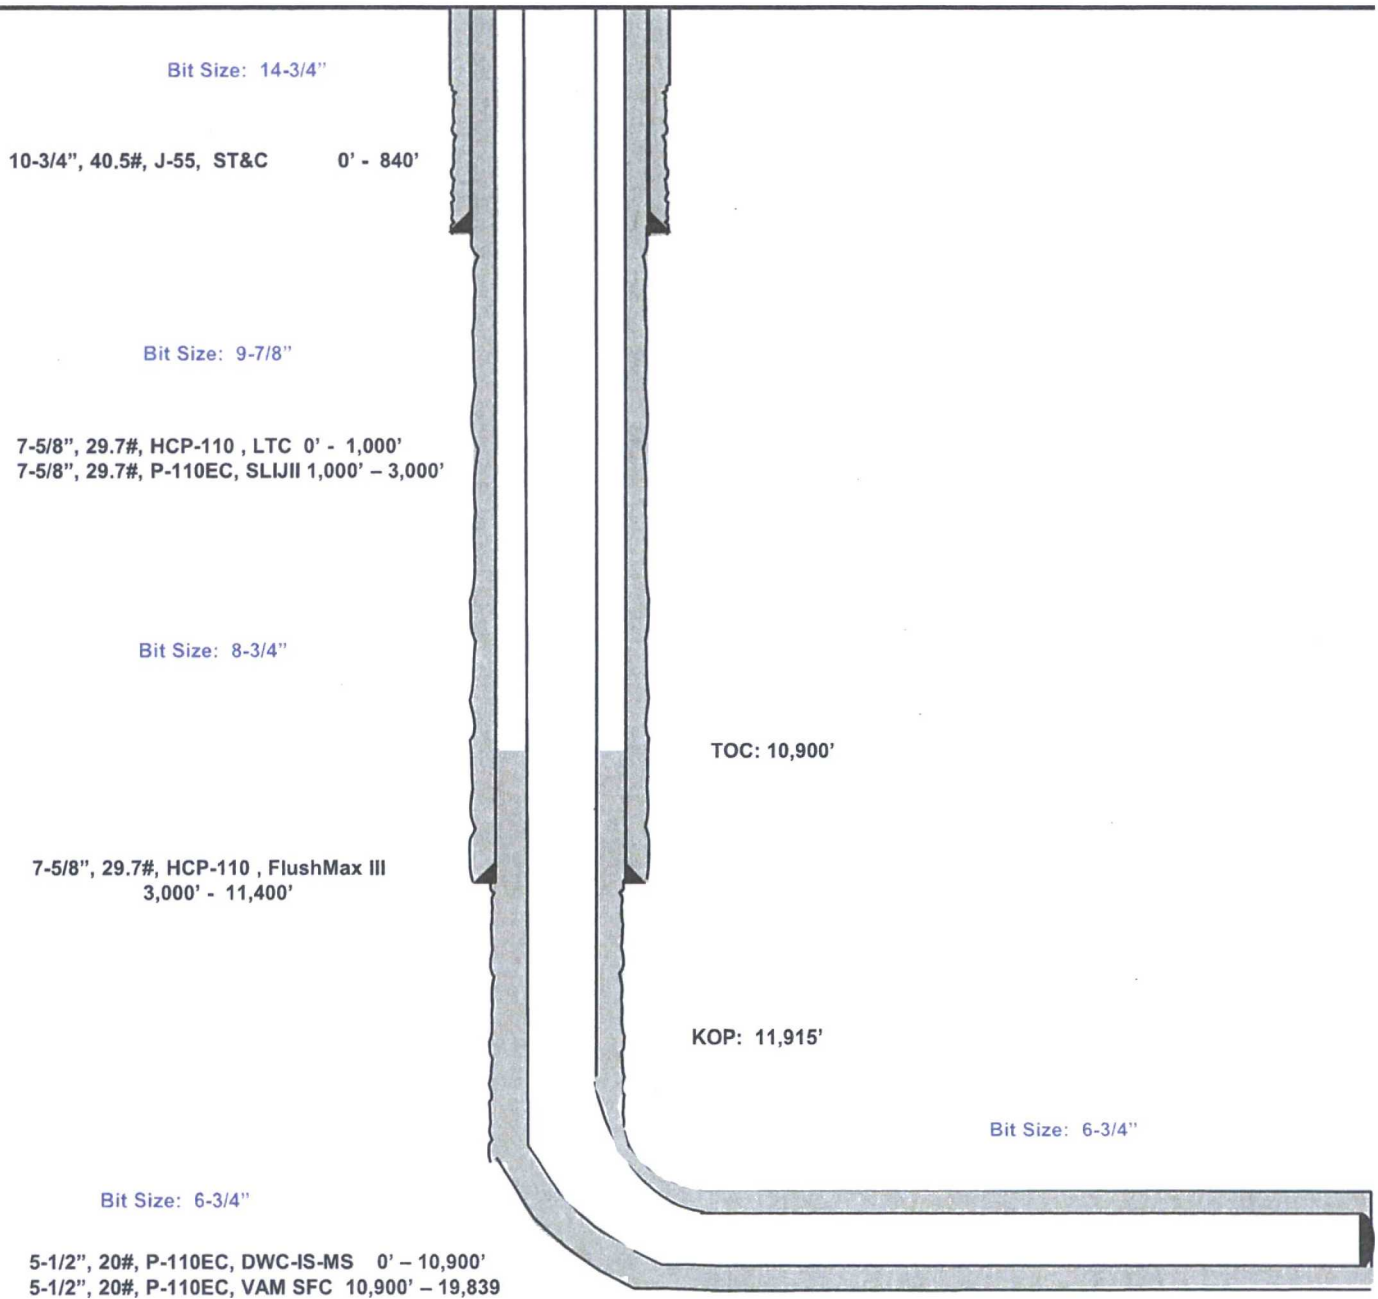 Bit Size: 14-3/4”
10-3/4”, 40.5#, J-55, ST&C 0’ - 840’
Bit Size: 9-7/8”
7-5/8”, 29.7#, HCP-110 , LTC 0’ - 1,000’
7-5/8”, 29.7#, P-110EC, SLIJII 1,000’ – 3,000’
Bit Size: 8-3/4”
TOC: 10,900’
7-5/8”, 29.7#, HCP-110 , FlushMax III
3,000’ - 11,400’
KOP: 11,915’
Bit Size: 6-3/4”
Bit Size: 6-3/4”
5-1/2”, 20#, P-110EC, DWC-IS-MS 0’ – 10,900’
5-1/2”, 20#, P-110EC, VAM SFC 10,900’ – 19,839